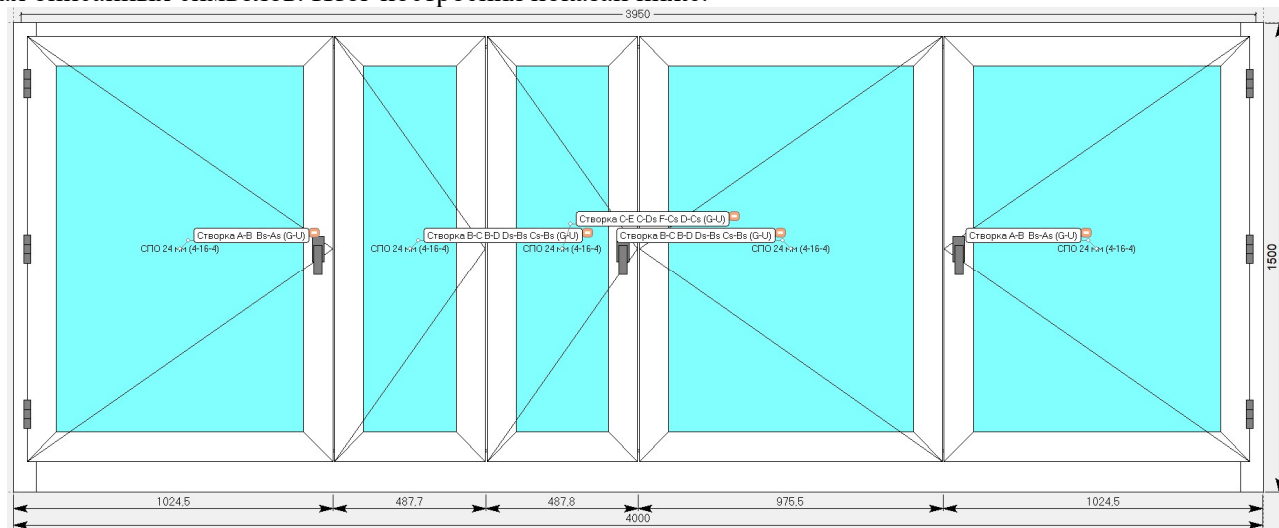 3950
Створка C-E C-Ds F-Cs D-Cs (G-U)
Створка A-B Bs-As (G-U)
Створка B-C B-D Ds-Bs Cs-Bs (G-U)
Створка B-C B-D Ds-Bs Cs-Bs (G-U)
Створка A-B Bs-As (G-U)
СПО 24 км (4-16-4)
СПО 24 км (4-16-4)
СПО 24 км (4-16-4)
СПО 24 км (4-16-4)
СПО 24 км (4-16-4)
1500
1024,5
487,7
487,8
975,5
1024,5
4000